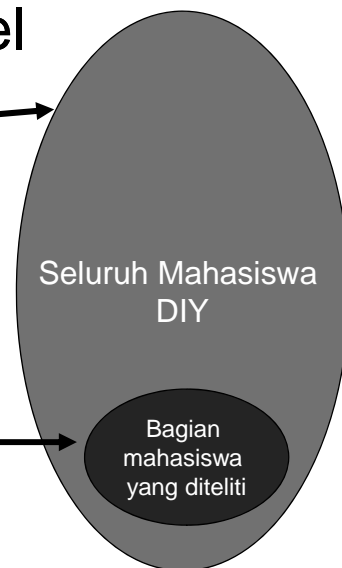 el
Seluruh Mahasiswa
DIY
Bagian
mahasiswa
yang diteliti